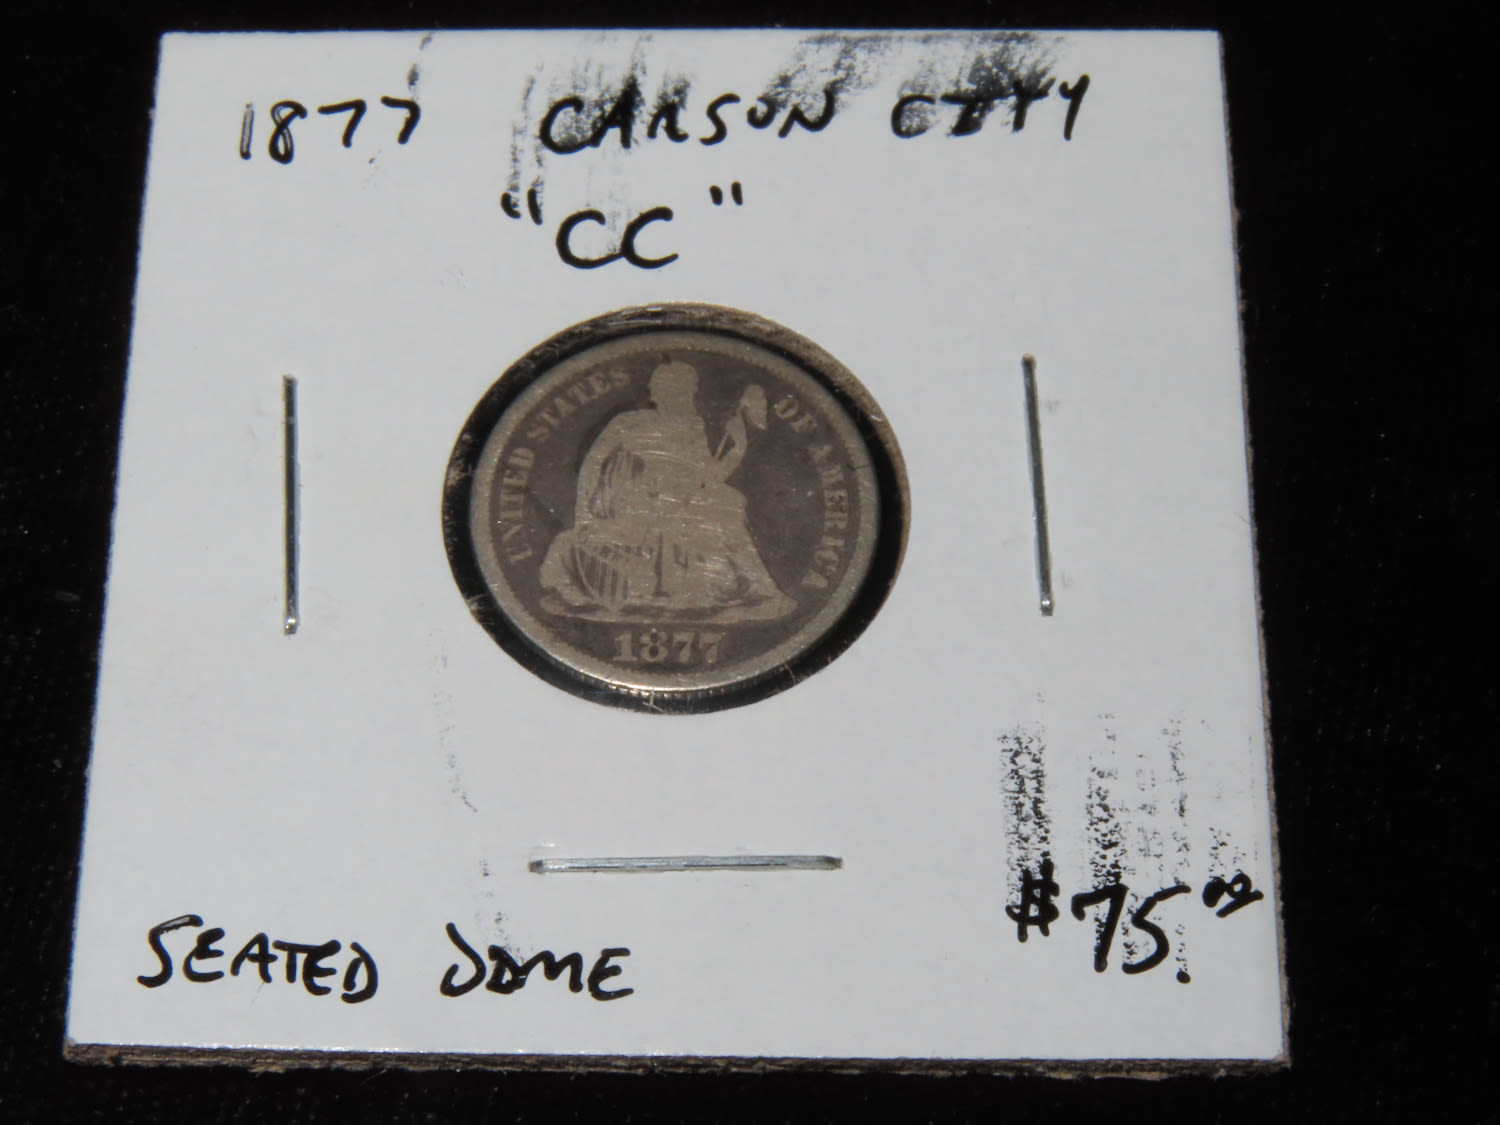 1877 CARSON CITY
"CC"
UNITED STATES OF AMERICA
1877
SEATED DIME
$75.00